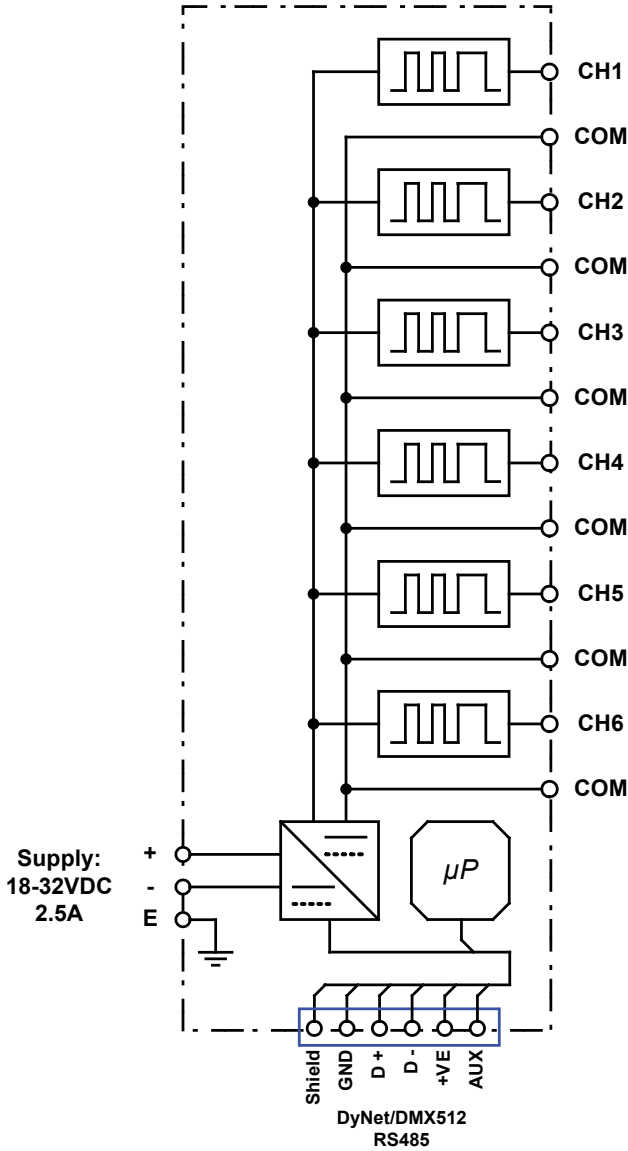 CH1
COM
CH2
COM
CH3
COM
CH4
COM
CH5
COM
CH6
COM
Supply:
18-32VDC
2.5A
+
-
E
µP
Shield
GND
D +
D -
+VE
AUX
DyNet/DMX512
RS485